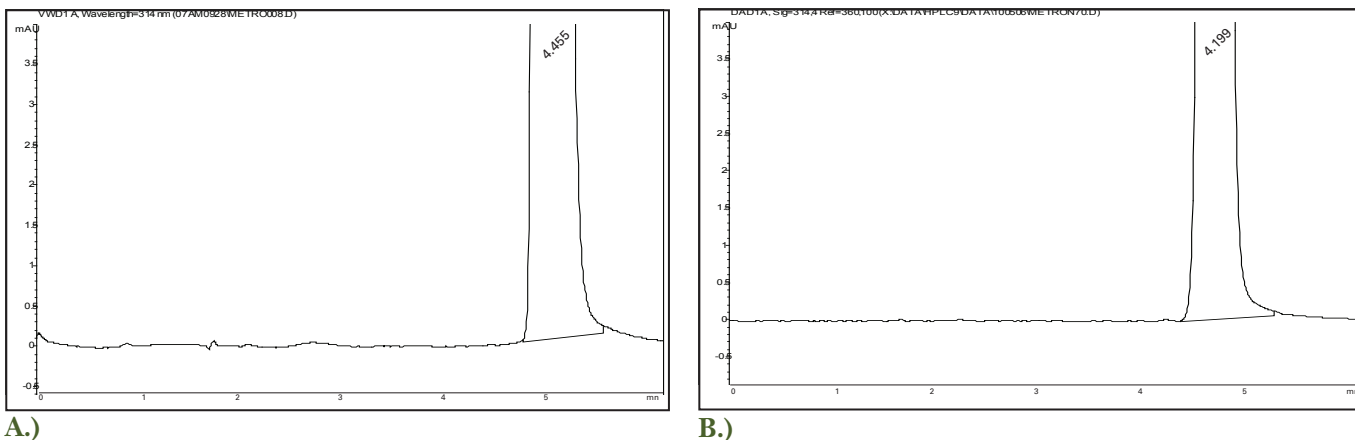 VWD1 A, Wavelength=314 nm (07AM0928\METRO008.D)
mAU
4.455
3.5
3
2.5
2
1.5
1
0.5
0
-0.5
0 1 2 3 4 5 min
A.)
DAD1 A, Sig=314,4 Ref=360,100 (X:\DATA\HPLC9\DATA\100506\METRON70.D)
mAU
4.199
3.5
3
2.5
2
1.5
1
0.5
0
-0.5
0 1 2 3 4 5 min
B.)